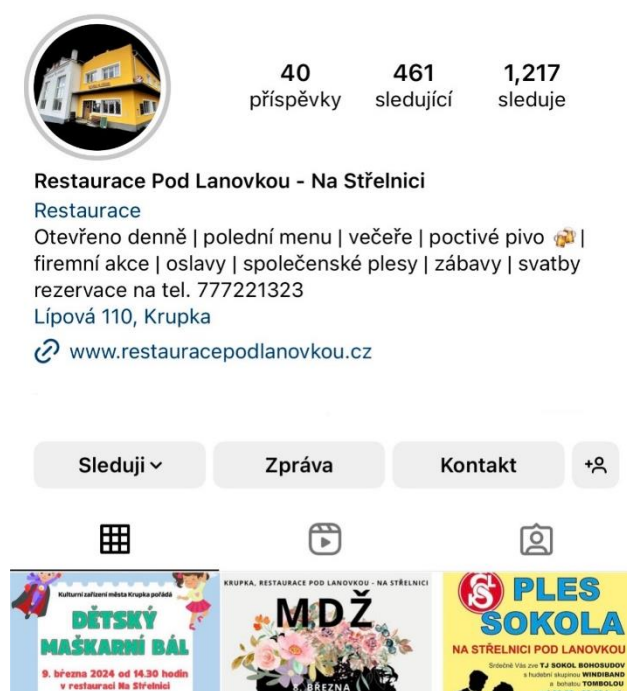 40 461 1,217
příspěvky sledující sleduje
Restaurace Pod Lanovkou - Na Střelnici
Restaurace
Otevřeno denně | polední menu | večeře | poctivé pivo 🍻 |
firemní akce | oslavy | společenské plesy | zábavy | svatby
rezervace na tel. 777221323
Lípová 110, Krupka
www.restauracepodlanovkou.cz
Sleduji Zpráva Kontakt
Kulturní zařízení města Krupka pořádá
DĚTSKÝ
MAŠKARNÍ BÁL
9. března 2024 od 14.30 hodin
v restauraci Na Střelnici
KRUPKA, RESTAURACE POD LANOVKOU - NA STŘELNICI
MDŽ
8. BŘEZNA
PLES
SOKOLA
NA STŘELNICI POD LANOVKOU
Srdečně Vás zve TJ SOKOL BOHOSUDOV
s hudební skupinou WINDIBAND
a bohatou TOMBOLOU